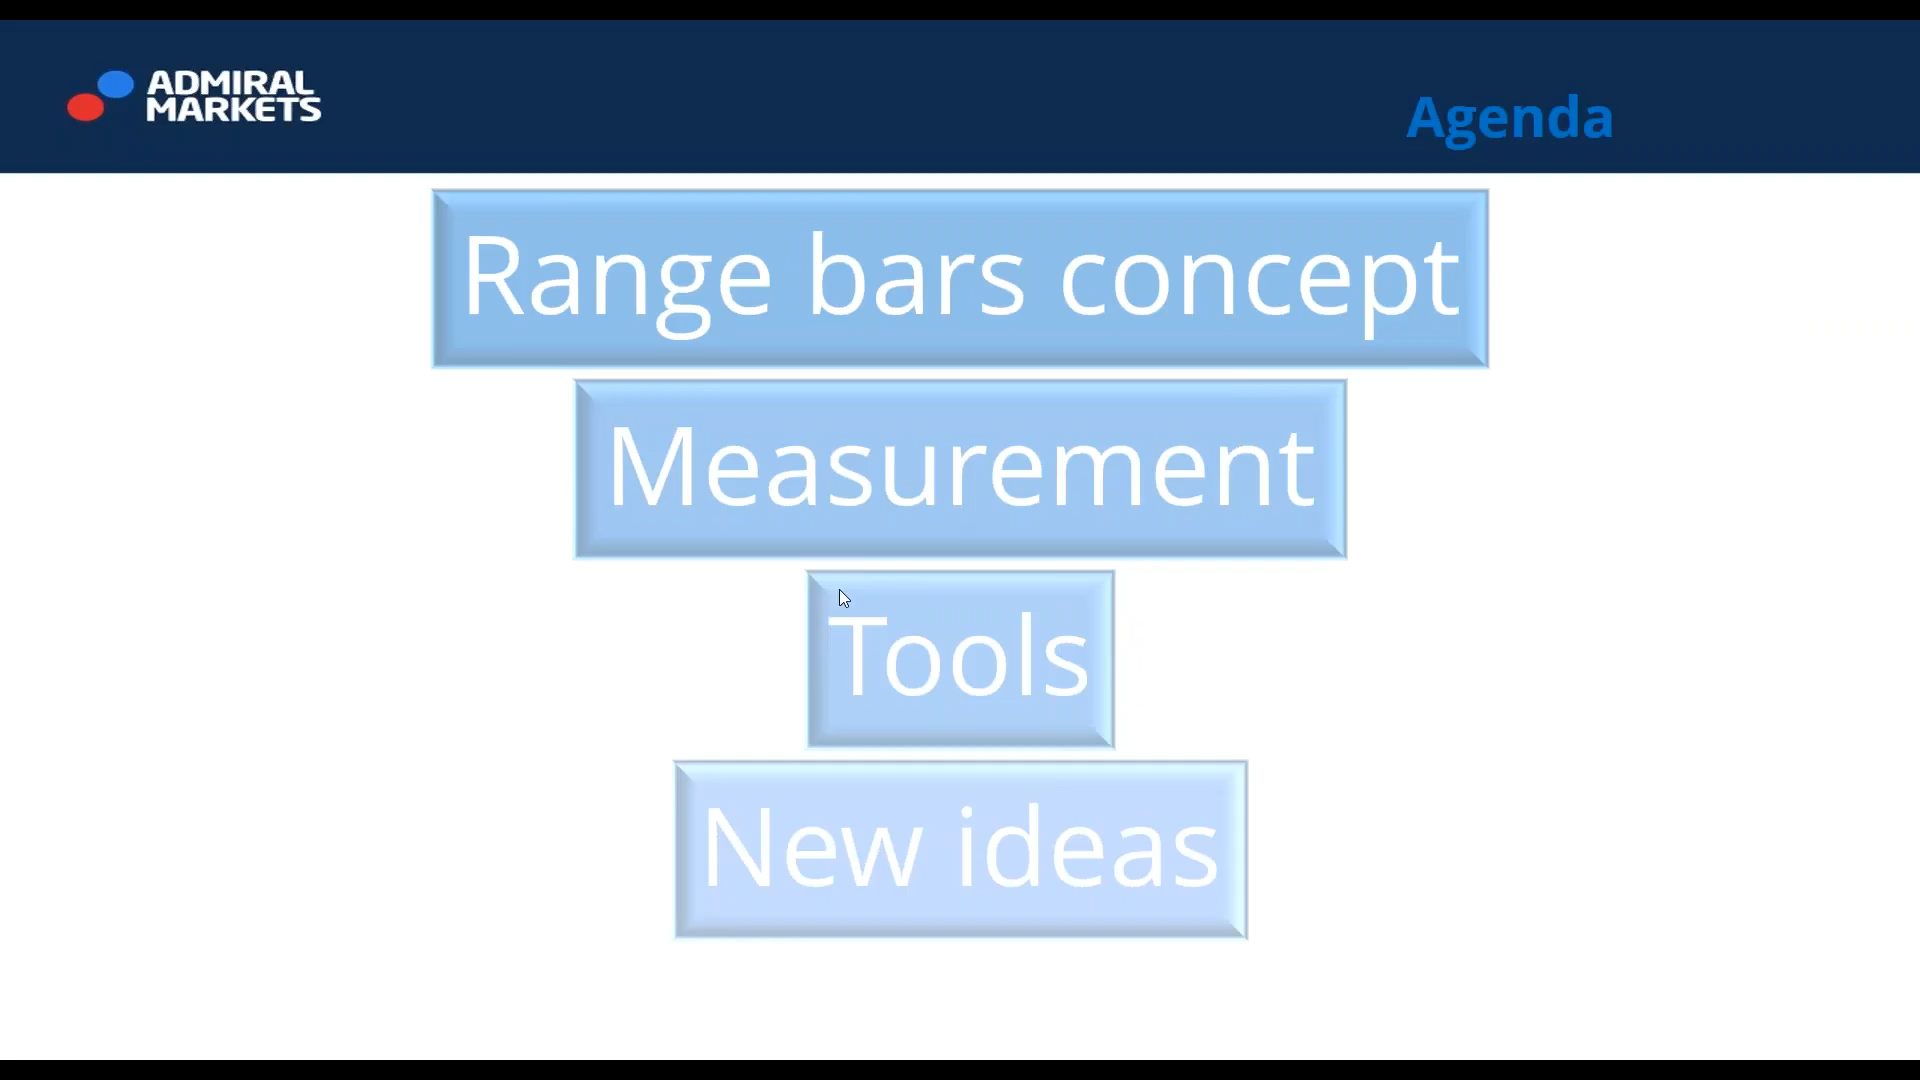 ADMIRAL
MARKETS
Agenda
Range bars concept
Measurement
Tools
New ideas